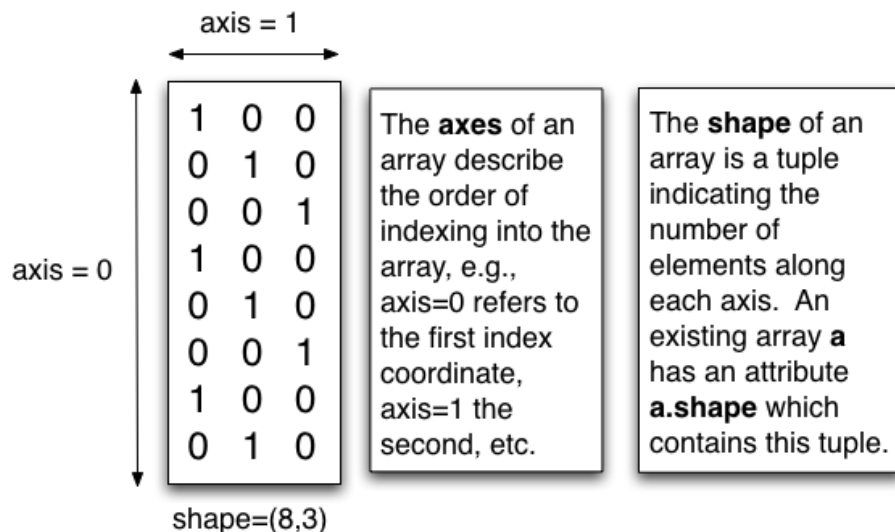 axis = 1
axis = 0
1 0 0
0 1 0
0 0 1
1 0 0
0 1 0
0 0 1
1 0 0
0 1 0
shape=(8,3)
The axes of an
array describe
the order of
indexing into the
array, e.g.,
axis=0 refers to
the first index
coordinate,
axis=1 the
second, etc.
The shape of an
array is a tuple
indicating the
number of
elements along
each axis. An
existing array a
has an attribute
a.shape which
contains this tuple.